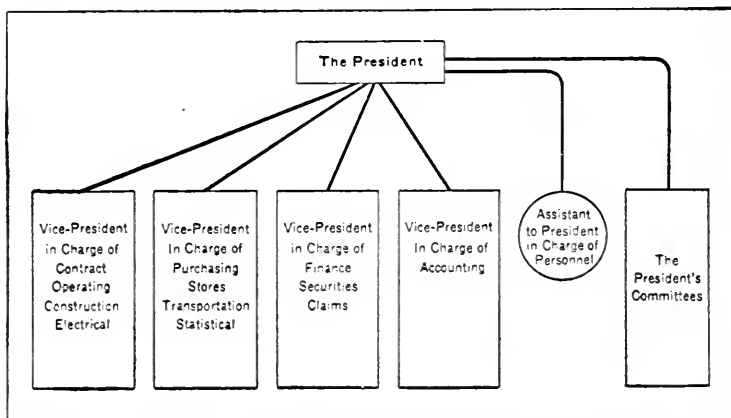 The President
Vice-President
in Charge of
Contract
Operating
Construction
Electrical
Vice-President
In Charge of
Purchasing
Stores
Transportation
Statistical
Vice-President
in Charge of
Finance
Securities
Claims
Vice-President
In Charge of
Accounting
Assistant
to President
in Charge of
Personnel
The
President's
Committees